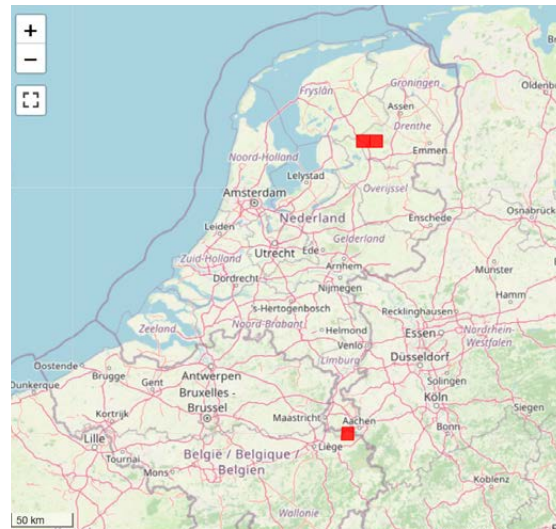 +
−
Groningen
Fryslân
Assen
Drenthe
Emmen
Oldenburg
Noord-Holland
Lelystad
Amsterdam
Overijssel
Nederland
Enschede
Osnabrück
Leiden
Utrecht
Ede
Gelderland
Zuid-Holland
Arnhem
Münster
Dordrecht
Nijmegen
Hamm
's-Hertogenbosch
Recklinghausen
Zeeland
Noord-Brabant
Helmond
Essen
Nordrhein-
Westfalen
Venlo
Oostende
Limburg
Düsseldorf
Dunkerque
Brugge
Gent
Antwerpen
Solingen
Bruxelles -
Brussel
Köln
Kortrijk
Maastricht
Aachen
Siegen
Lille
Bonn
Tournai
België / Belgique /
Belgien
Liège
Mons
Koblenz
Wallonie
50 km